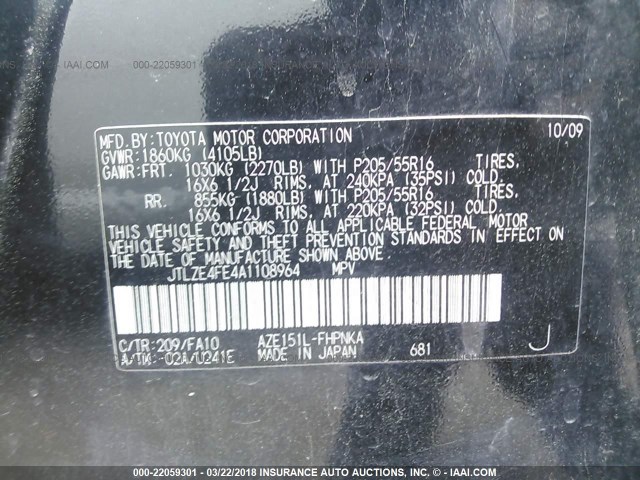 000-22059301 - 03/22/2018 IAAI.COM
MFD.BY:TOYOTA MOTOR CORPORATION 10/09
GVWR:1860KG (4105LB)
GAWR:FRT. 1030KG (2270LB) WITH P205/55R16 TIRES,
16X6 1/2J RIMS, AT 240KPA (35PSI) COLD.
RR. 855KG (1880LB) WITH P205/55R16 TIRES,
16X6 1/2J RIMS, AT 220KPA (32PSI) COLD.
THIS VEHICLE CONFORMS TO ALL APPLICABLE FEDERAL MOTOR
VEHICLE SAFETY AND THEFT PREVENTION STANDARDS IN EFFECT ON
THE DATE OF MANUFACTURE SHOWN ABOVE.
JTLZE4FE4A1108964 MPV
C/TR:209/FA10 AZE151L-FHPNKA
A/TM:-02A/U241E MADE IN JAPAN 681 J
000-22059301 - 03/22/2018 INSURANCE AUTO AUCTIONS INC. © - IAAI.COM